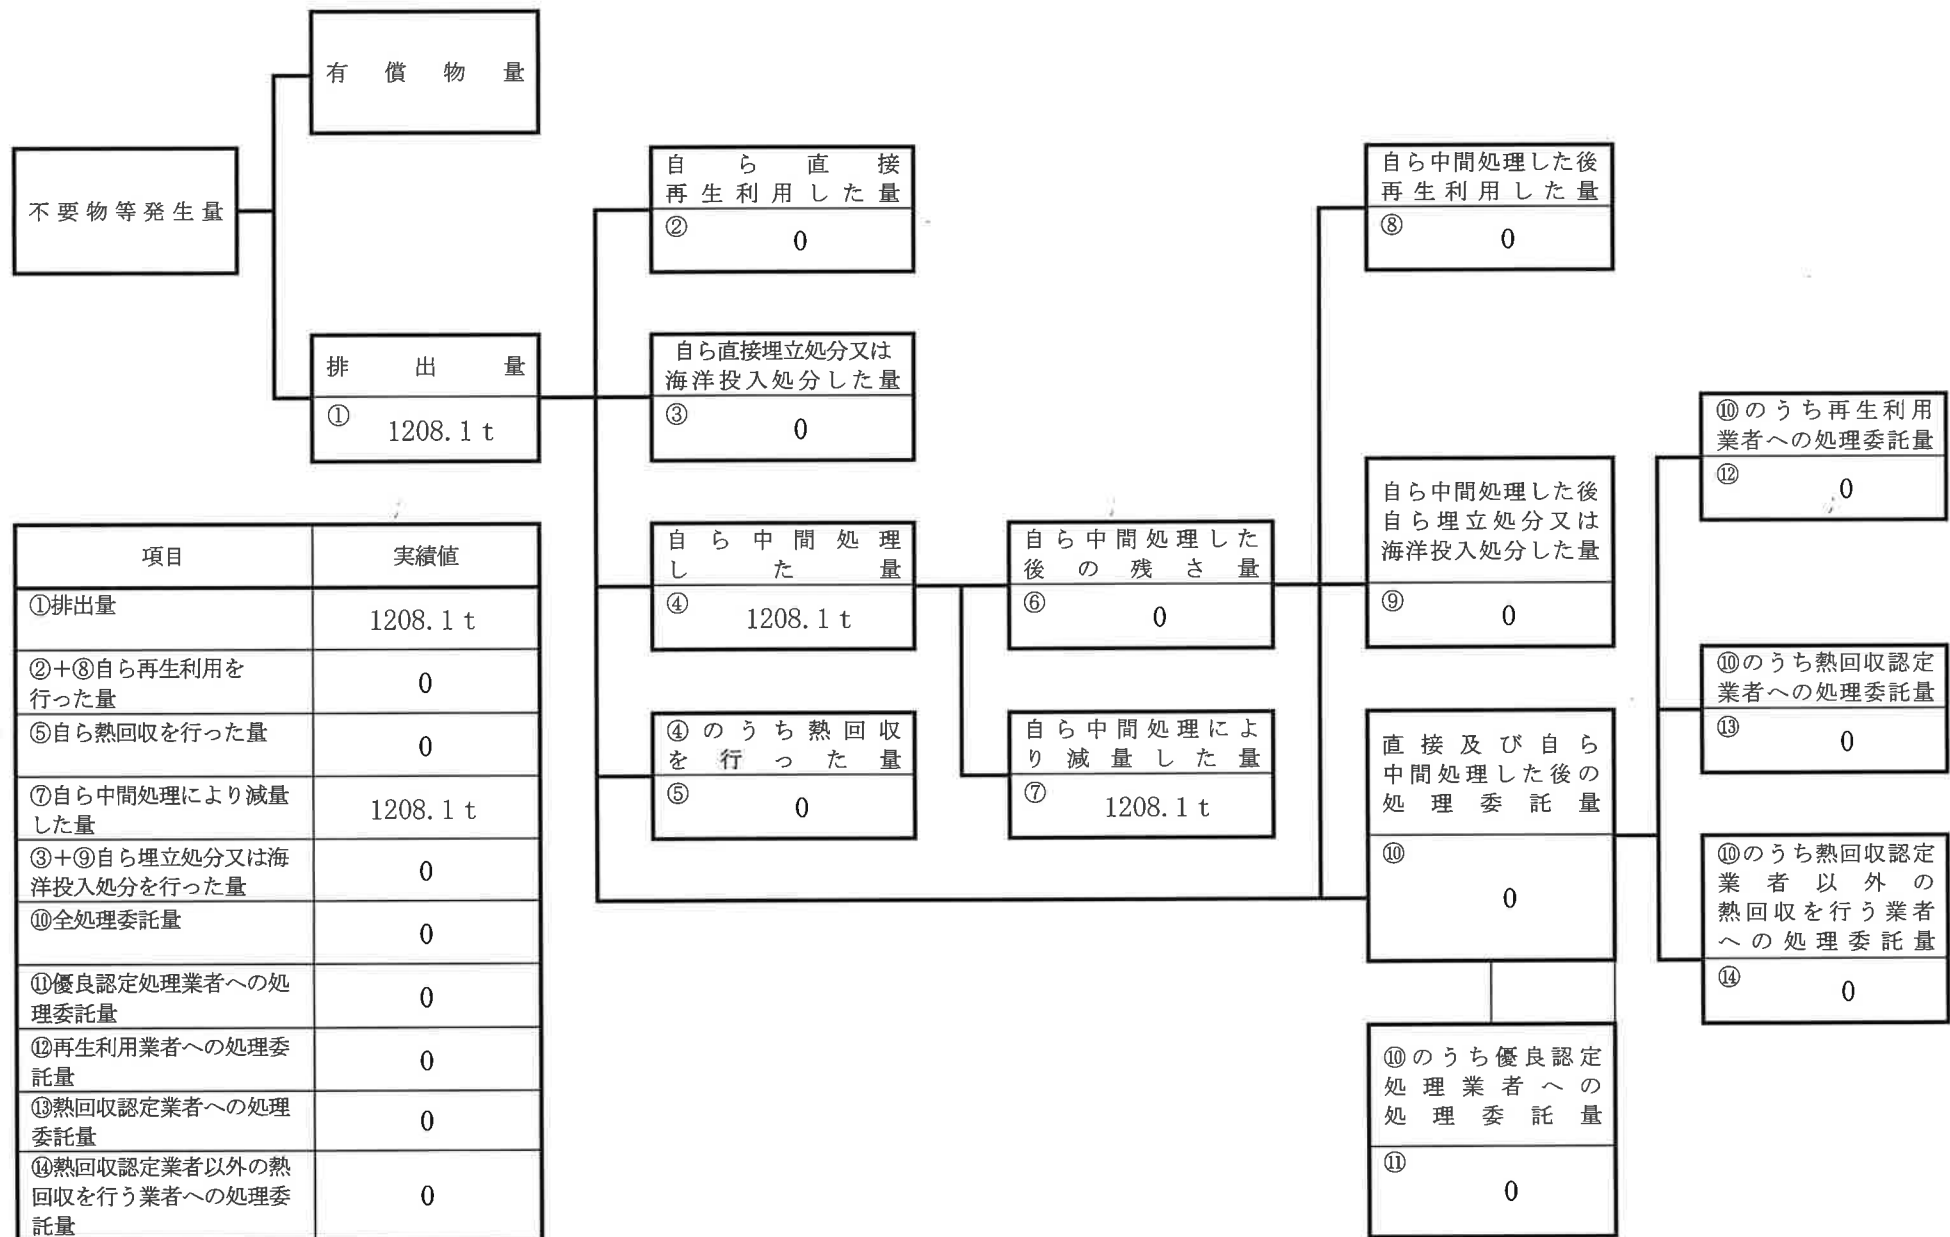 有償物量
不要物等発生量
排出量
① 1208.1 t
自ら直接
再生利用した量
② 0
自ら直接埋立処分又は
海洋投入処分した量
③ 0
自ら中間処理
した量
④ 1208.1 t
④のうち熱回収
を行った量
⑤ 0
自ら中間処理した
後の残さ量
⑥ 0
自ら中間処理によ
り減量した量
⑦ 1208.1 t
自ら中間処理した後
再生利用した量
⑧ 0
自ら中間処理した後
自ら埋立処分又は
海洋投入処分した量
⑨ 0
直接及び自ら
中間処理した後の
処理委託量
⑩ 0
⑩のうち優良認定
処理業者への
処理委託量
⑪ 0
⑩のうち再生利用
業者への処理委託量
⑫ 0
⑩のうち熱回収認定
業者への処理委託量
⑬ 0
⑩のうち熱回収認定
業者以外の
熱回収を行う業者
への処理委託量
⑭ 0
項目 実績値
①排出量 1208.1 t
②+⑧自ら再生利用を
行った量 0
⑤自ら熱回収を行った量 0
⑦自ら中間処理により減量
した量 1208.1 t
③+⑨自ら埋立処分又は海
洋投入処分を行った量 0
⑩全処理委託量 0
⑪優良認定処理業者への処
理委託量 0
⑫再生利用業者への処理委
託量 0
⑬熱回収認定業者への処理
委託量 0
⑭熱回収認定業者以外の熱
回収を行う業者への処理委
託量 0